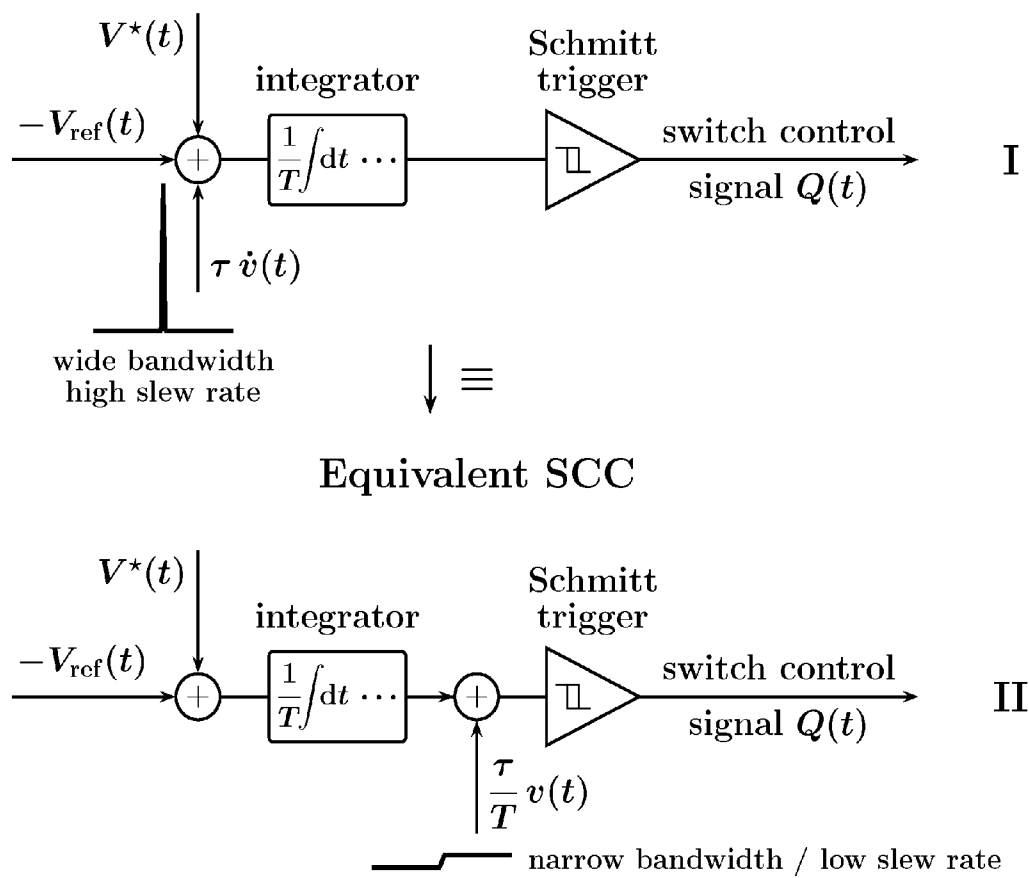 V⋆(t)
Schmitt
trigger
integrator
−Vref(t)
+
1/T ∫dt ⋯
switch control
signal Q(t)
I
τ v̇(t)
wide bandwidth
high slew rate
≡
Equivalent SCC
V⋆(t)
Schmitt
trigger
integrator
−Vref(t)
+
1/T ∫dt ⋯
+
switch control
signal Q(t)
II
τ/T v(t)
narrow bandwidth / low slew rate